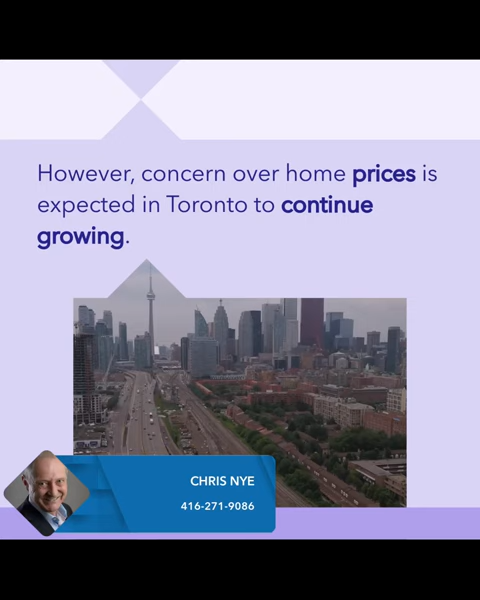 However, concern over home prices is
expected in Toronto to continue
growing.
CHRIS NYE
416-271-9086